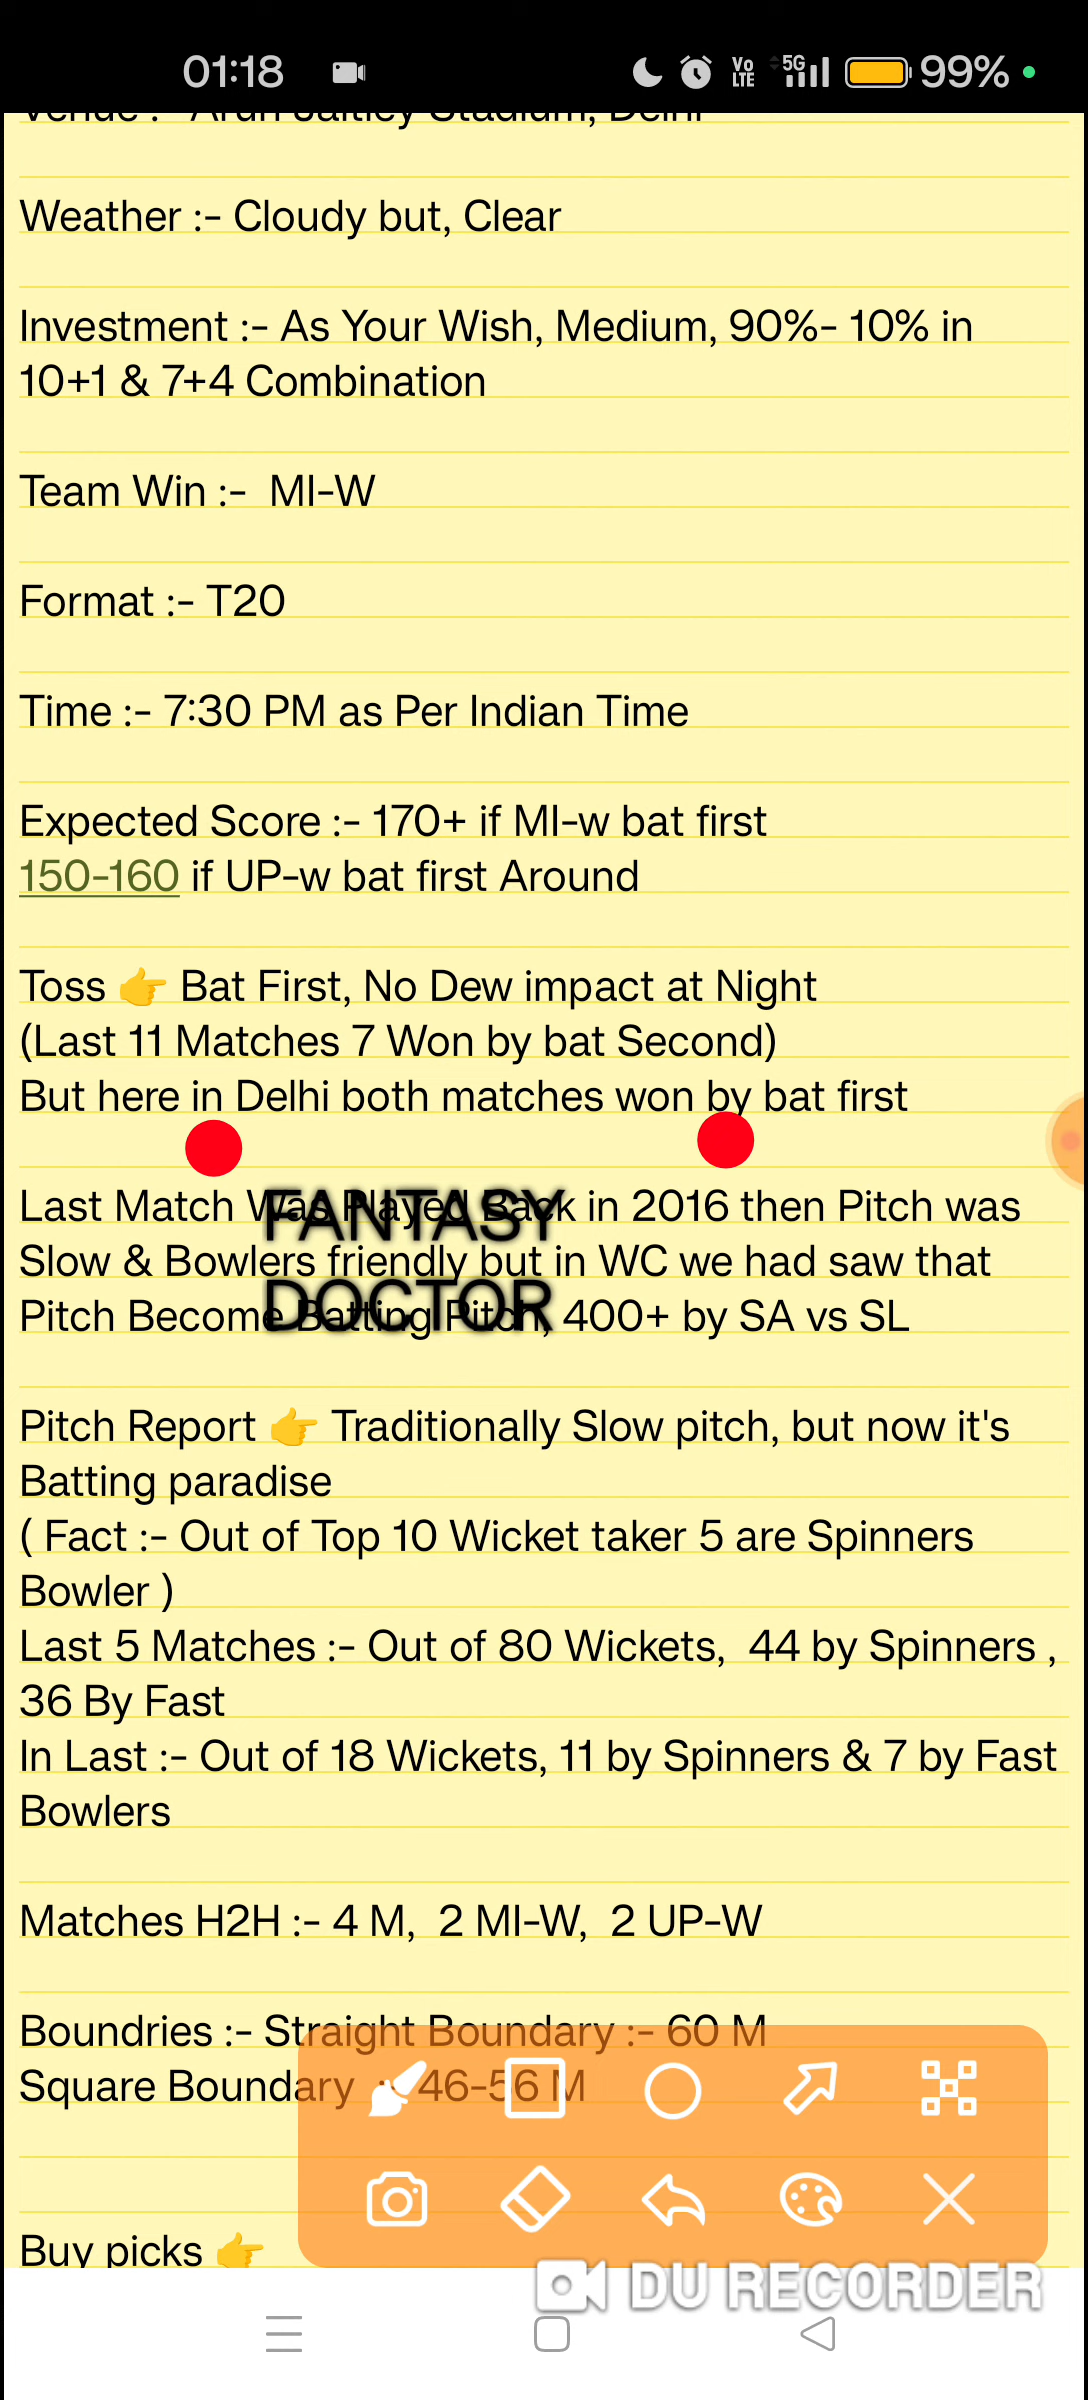 01:18
Vo LTE 5G 99%
Venue :- Arun Jaitley Stadium, Delhi
Weather :- Cloudy but, Clear
Investment :- As Your Wish, Medium, 90%- 10% in
10+1 & 7+4 Combination
Team Win :-  MI-W
Format :- T20
Time :- 7:30 PM as Per Indian Time
Expected Score :- 170+ if MI-w bat first
150-160 if UP-w bat first Around
Toss 👉 Bat First, No Dew impact at Night
(Last 11 Matches 7 Won by bat Second)
But here in Delhi both matches won by bat first
Last Match Was Played Back in 2016 then Pitch was
Slow & Bowlers friendly but in WC we had saw that
Pitch Become Batting Pitch, 400+ by SA vs SL
FANTASY
DOCTOR
Pitch Report 👉 Traditionally Slow pitch, but now it's
Batting paradise
( Fact :- Out of Top 10 Wicket taker 5 are Spinners
Bowler )
Last 5 Matches :- Out of 80 Wickets,  44 by Spinners ,
36 By Fast
In Last :- Out of 18 Wickets, 11 by Spinners & 7 by Fast
Bowlers
Matches H2H :- 4 M,  2 MI-W,  2 UP-W
Boundries :- Straight Boundary :- 60 M
Square Boundary :- 46-56 M
Buy picks 👉
DU RECORDER